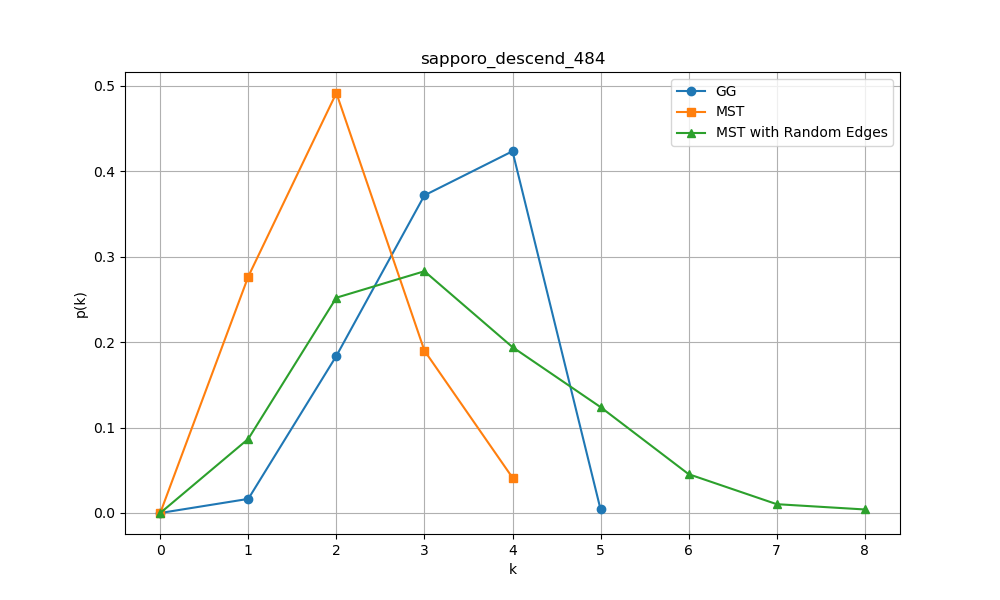 sapporo_descend_484
GG
MST
MST with Random Edges
p(k)
0.5
0.4
0.3
0.2
0.1
0.0
0 1 2 3 4 5 6 7 8
k